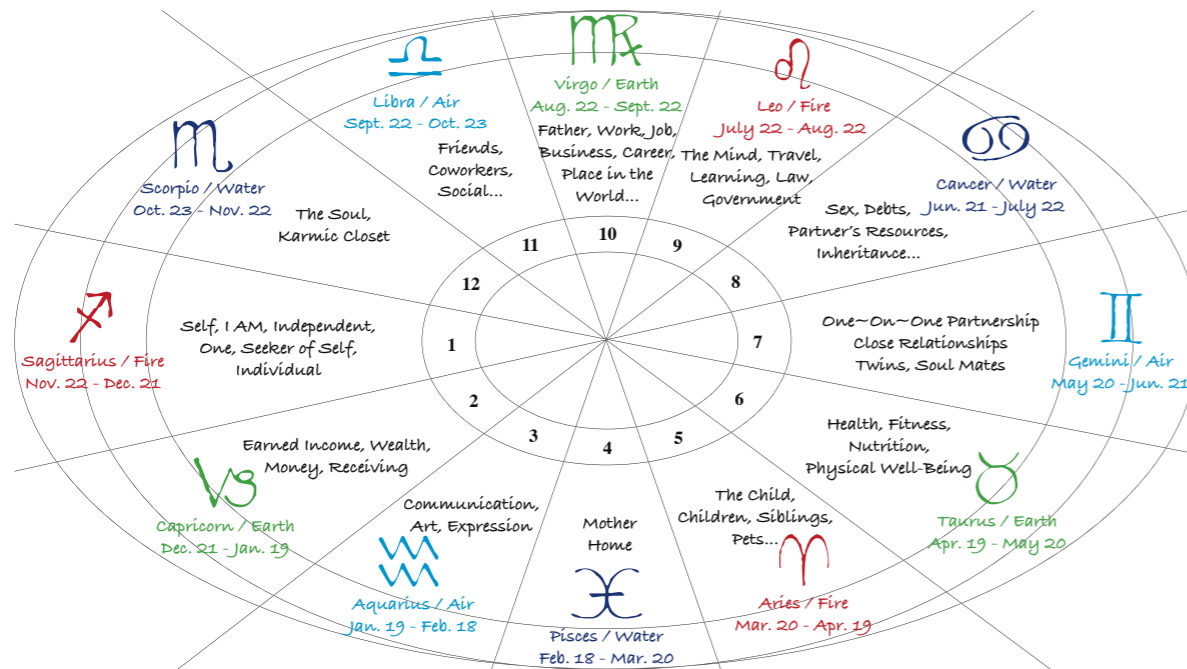 Virgo / Earth
Aug. 22 - Sept. 22
Father, Work, Job,
Business, Career,
Place in the
World...
10
Leo / Fire
July 22 - Aug. 22
The Mind, Travel,
Learning, Law,
Government
9
Cancer / Water
Jun. 21 - July 22
Sex, Debts,
Partner's Resources,
Inheritance...
8
Gemini / Air
May 20 - Jun. 21
One~On~One Partnership
Close Relationships
Twins, Soul Mates
7
Health, Fitness,
Nutrition,
Physical Well-Being
Taurus / Earth
Apr. 19 - May 20
6
The Child,
Children, Siblings,
Pets...
Aries / Fire
Mar. 20 - Apr. 19
5
4
Mother
Home
Pisces / Water
Feb. 18 - Mar. 20
3
Communication,
Art, Expression
Aquarius / Air
Jan. 19 - Feb. 18
2
Earned Income, Wealth,
Money, Receiving
Capricorn / Earth
Dec. 21 - Jan. 19
1
Self, I AM, Independent,
One, Seeker of Self,
Individual
Sagittarius / Fire
Nov. 22 - Dec. 21
12
Scorpio / Water
Oct. 23 - Nov. 22
The Soul,
Karmic Closet
11
Libra / Air
Sept. 22 - Oct. 23
Friends,
Coworkers,
Social...